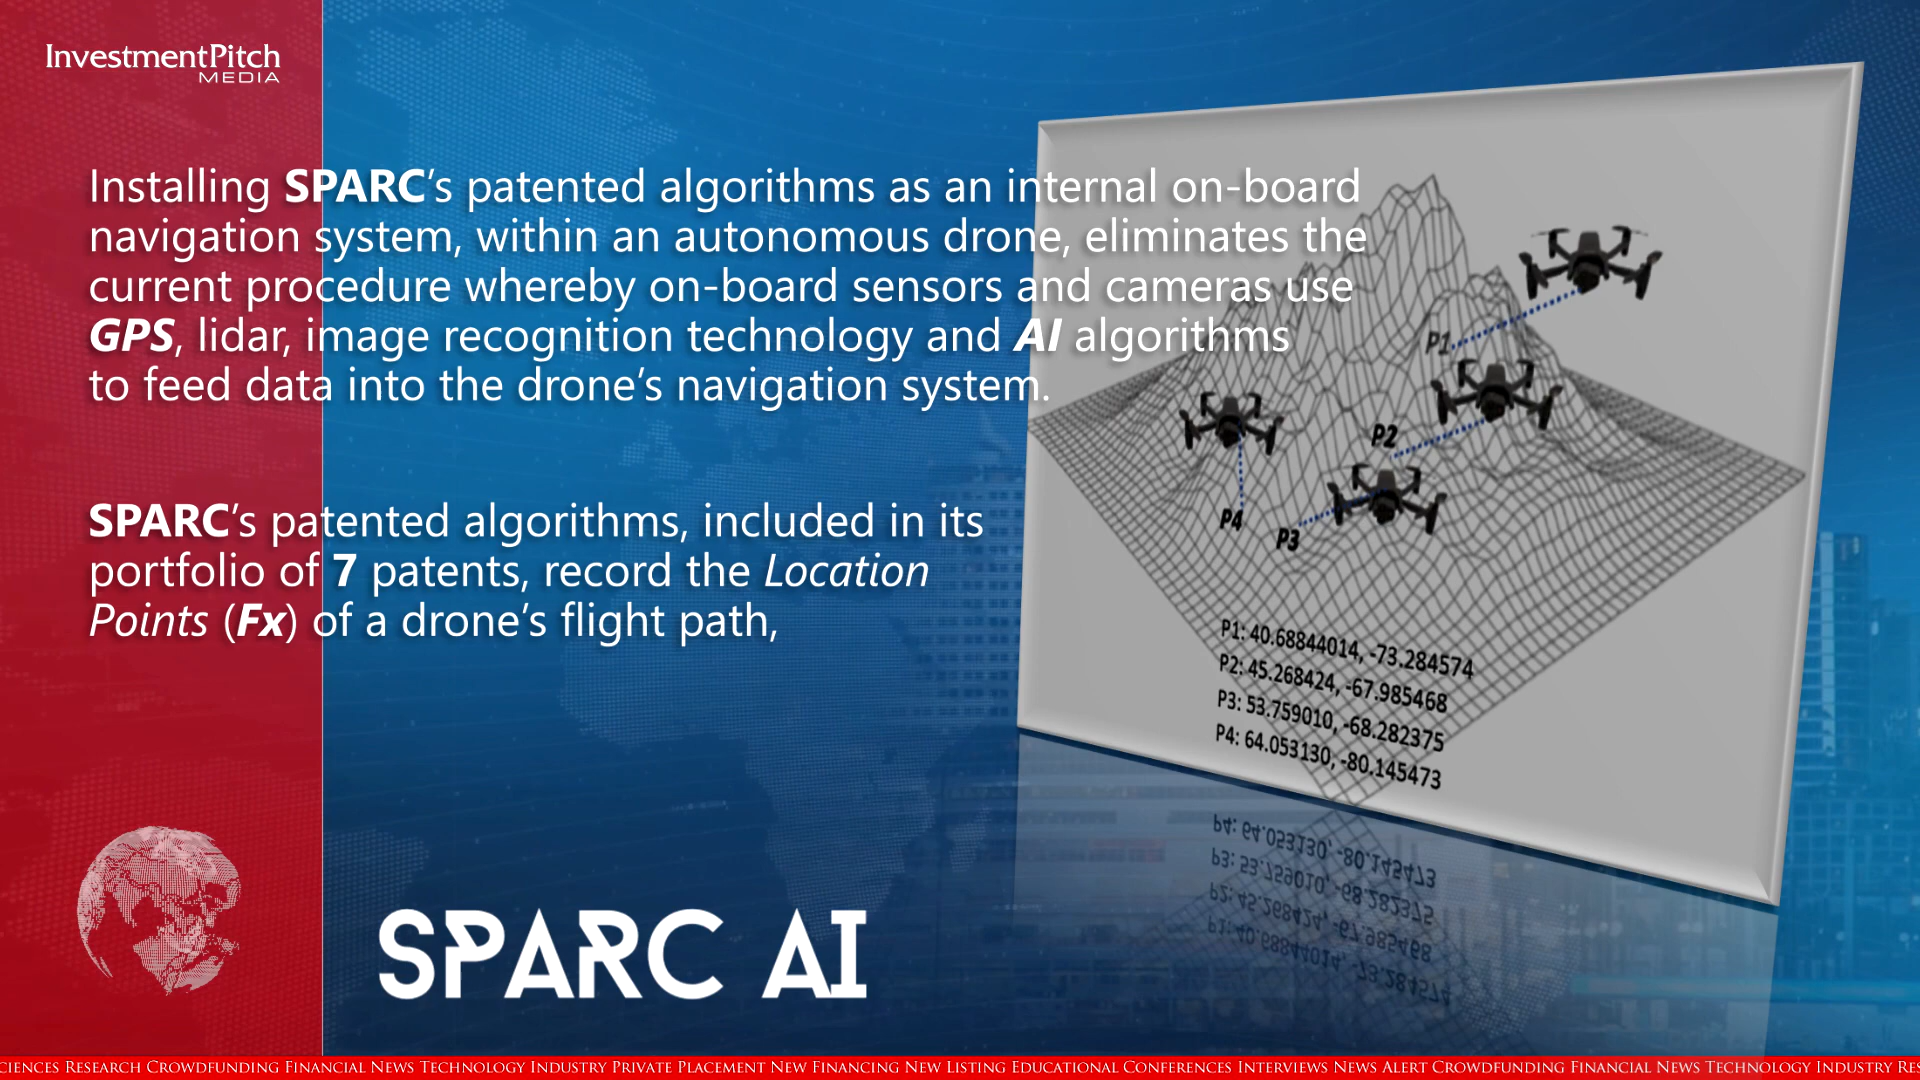 InvestmentPitch
MEDIA
Installing SPARC’s patented algorithms as an internal on-board
navigation system, within an autonomous drone, eliminates the
current procedure whereby on-board sensors and cameras use
GPS, lidar, image recognition technology and AI algorithms
to feed data into the drone’s navigation system.
SPARC’s patented algorithms, included in its
portfolio of 7 patents, record the Location
Points (Fx) of a drone’s flight path,
P1
P2
P4
P3
P1: 40.68844014, -73.284574
P2: 45.268424, -67.985468
P3: 53.759010, -68.282375
P4: 64.053130, -80.145473
SPARC AI
CIENCES RESEARCH CROWDFUNDING FINANCIAL NEWS TECHNOLOGY INDUSTRY PRIVATE PLACEMENT NEW FINANCING NEW LISTING EDUCATIONAL CONFERENCES INTERVIEWS NEWS ALERT CROWDFUNDING FINANCIAL NEWS TECHNOLOGY INDUSTRY RES